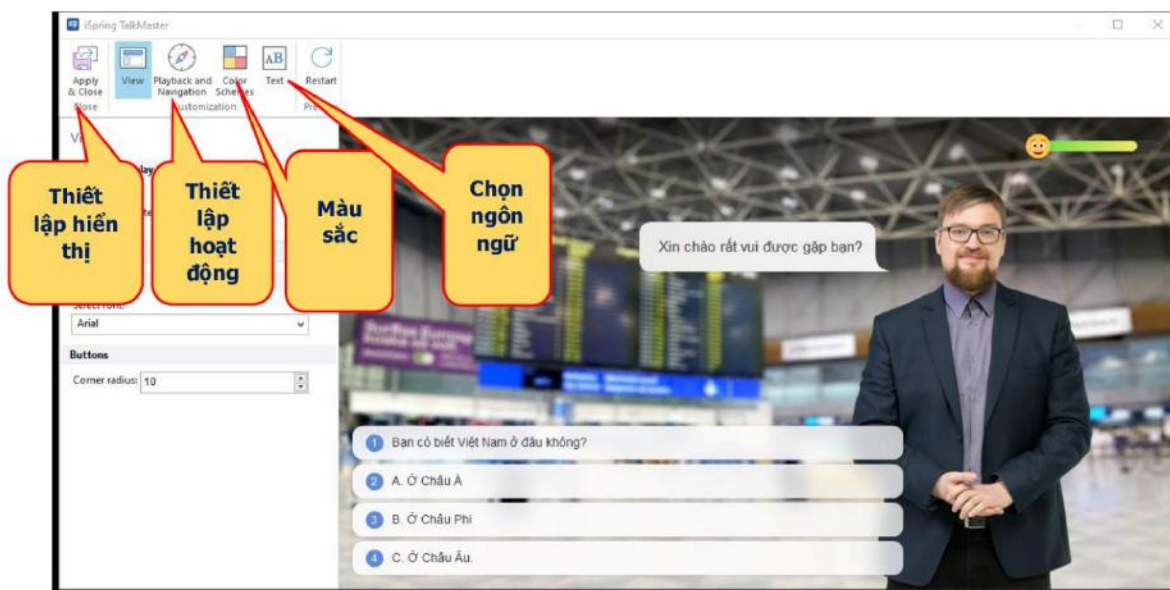 iSpring TalkMaster
Apply & Close
View
Playback and Navigation
Color Schemes
Text
Restart
Close
Customization
Thiết lập hiển thị
Thiết lập hoạt động
Màu sắc
Chọn ngôn ngữ
Select font:
Arial
Buttons
Corner radius: 10
Xin chào rất vui được gặp bạn?
1 Bạn có biết Việt Nam ở đâu không?
2 A. Ở Châu À
3 B. Ở Châu Phi
4 C. Ở Châu Âu.